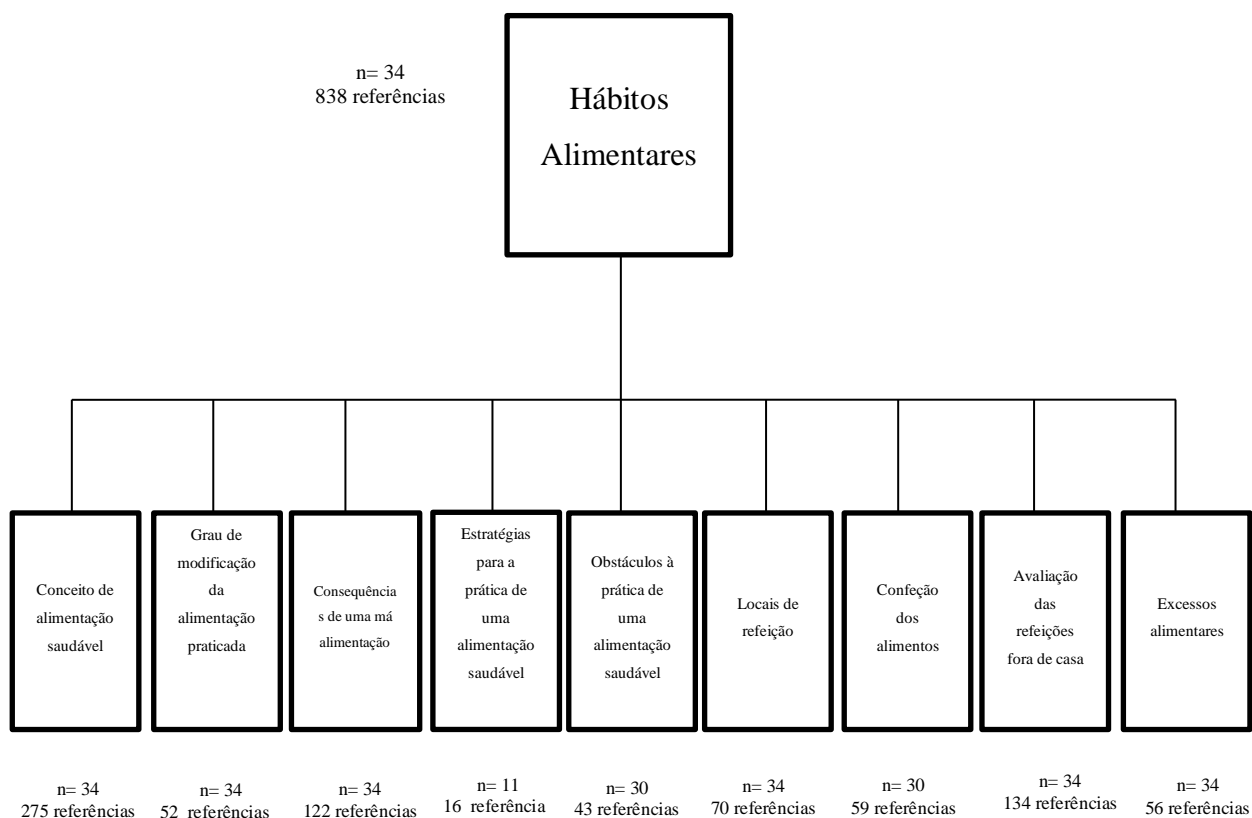 n= 34
838 referências
Hábitos
Alimentares
Conceito de
alimentação
saudável
Grau de
modificação
da
alimentação
praticada
Consequência
s de uma má
alimentação
Estratégias
para a
prática de
uma
alimentação
saudável
Obstáculos à
prática de
uma
alimentação
saudável
Locais de
refeição
Confeção
dos
alimentos
Avaliação
das
refeições
fora de casa
Excessos
alimentares
n= 34
275 referências
n= 34
52 referências
n= 34
122 referências
n= 11
16 referência
n= 30
43 referências
n= 34
70 referências
n= 30
59 referências
n= 34
134 referências
n= 34
56 referências